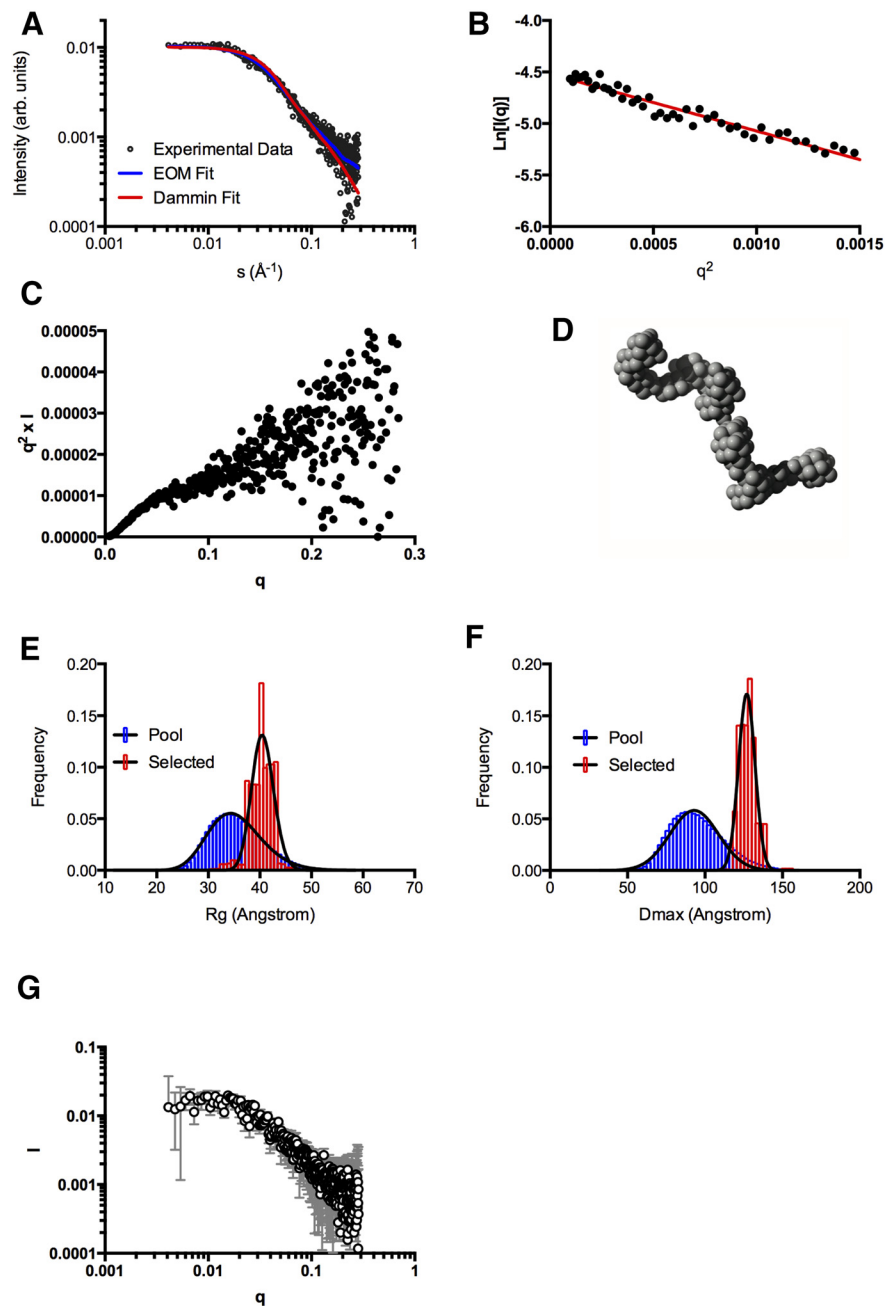 A
Intensity (arb. units)
0.01
0.001
0.0001
Experimental Data
EOM Fit
Dammin Fit
0.001 0.01 0.1 1
s (Å-1)
B
Ln[I(q)]
-4.0
-4.5
-5.0
-5.5
-6.0
0.0000 0.0005 0.0010 0.0015
q2
C
q2 x I
0.00005
0.00004
0.00003
0.00002
0.00001
0.00000
0.0 0.1 0.2 0.3
q
D
E
Frequency
0.20
0.15
0.10
0.05
0.00
Pool
Selected
10 20 30 40 50 60 70
Rg (Angstrom)
F
Frequency
0.20
0.15
0.10
0.05
0.00
Pool
Selected
0 50 100 150 200
Dmax (Angstrom)
G
I
0.1
0.01
0.001
0.0001
0.001 0.01 0.1 1
q